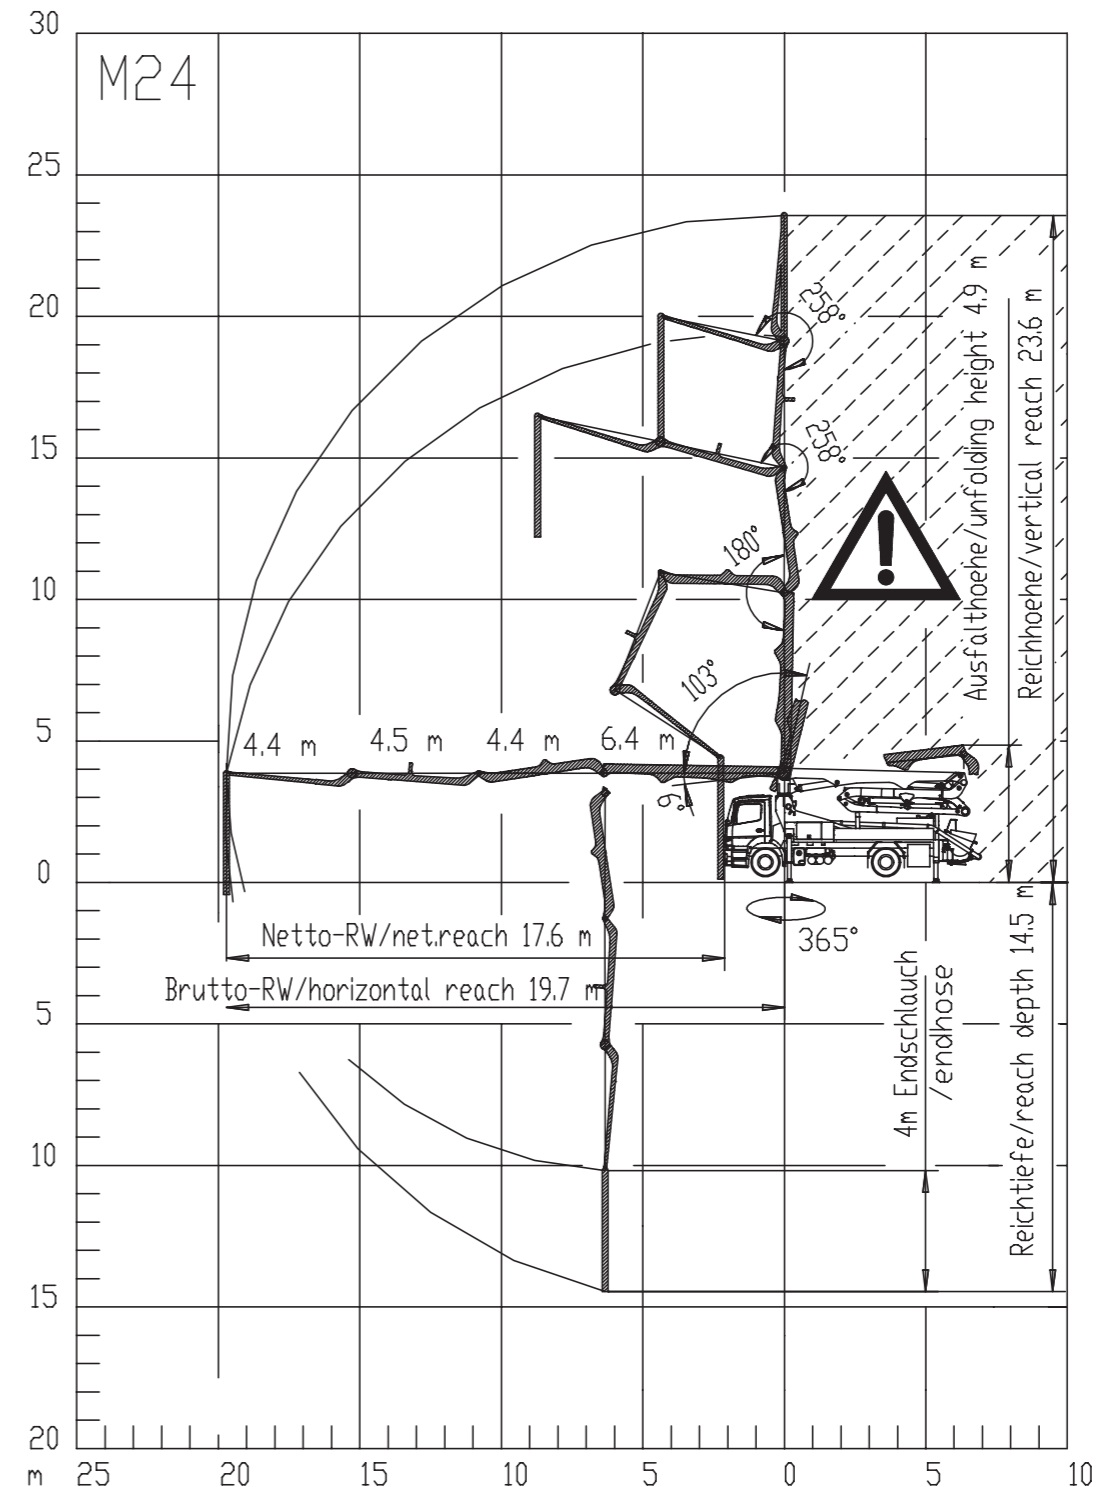 30
M24
25
20
15
10
5
0
5
10
15
20
m
25
20
15
10
5
0
5
10
258°
258°
180°
103°
6°
4.4 m
4.5 m
4.4 m
6.4 m
365°
Netto-RW/net.reach 17.6 m
Brutto-RW/horizontal reach 19.7 m
Ausfalthoehe/unfolding height 4.9 m
Reichhoehe/vertical reach 23.6 m
4m Endschlauch
/endhose
Reichtiefe/reach depth 14.5 m